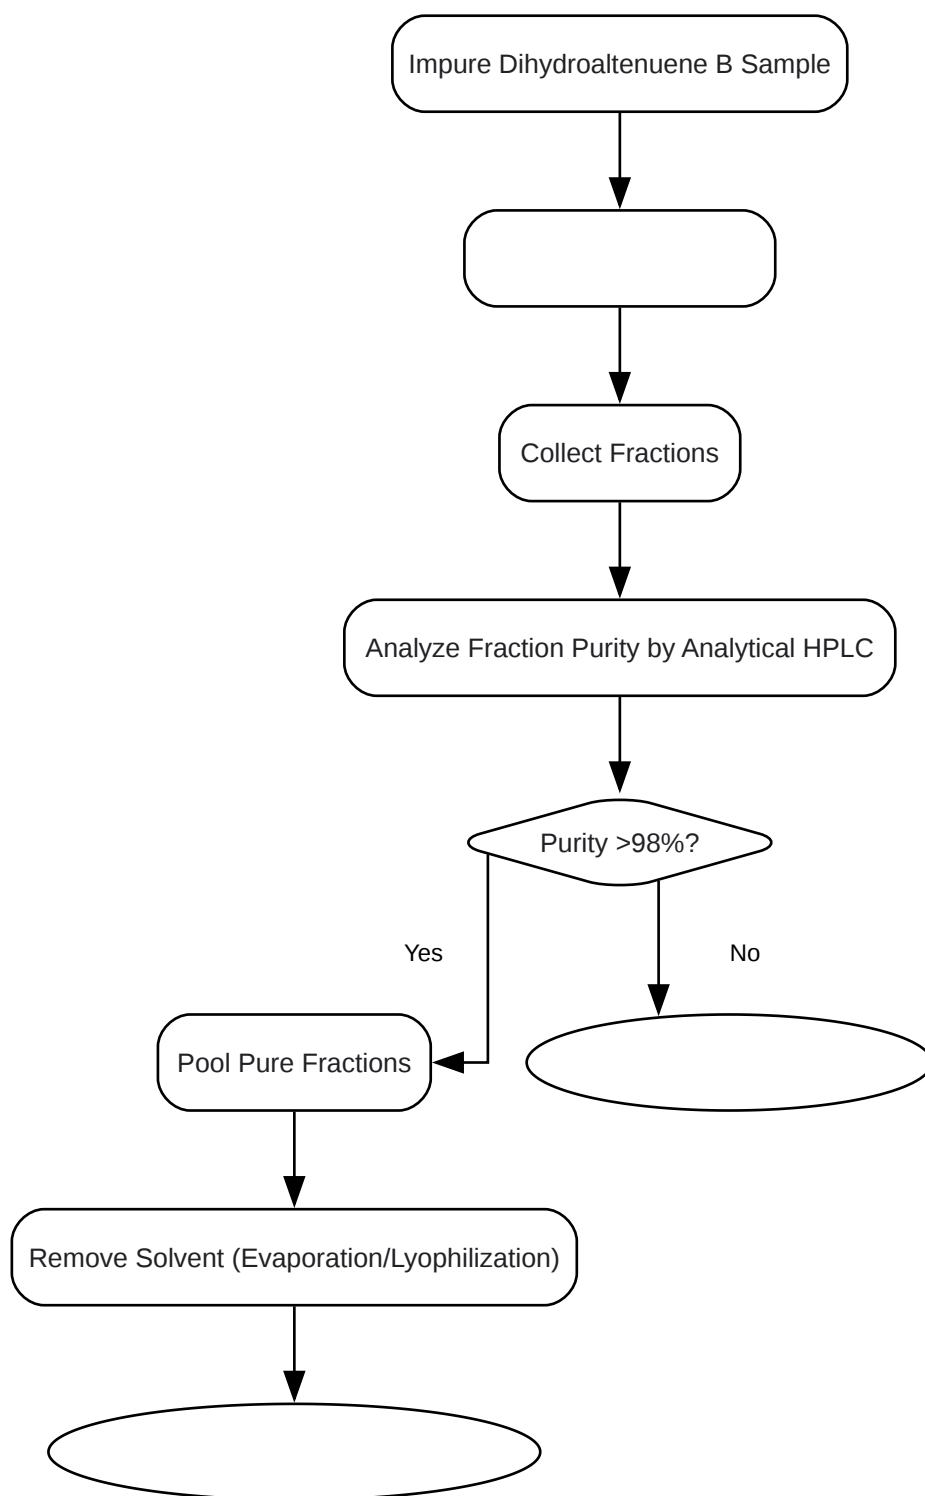 Impure Dihydroaltenuene B Sample
Collect Fractions
Analyze Fraction Purity by Analytical HPLC
Purity >98%?
Yes
No
Pool Pure Fractions
Remove Solvent (Evaporation/Lyophilization)